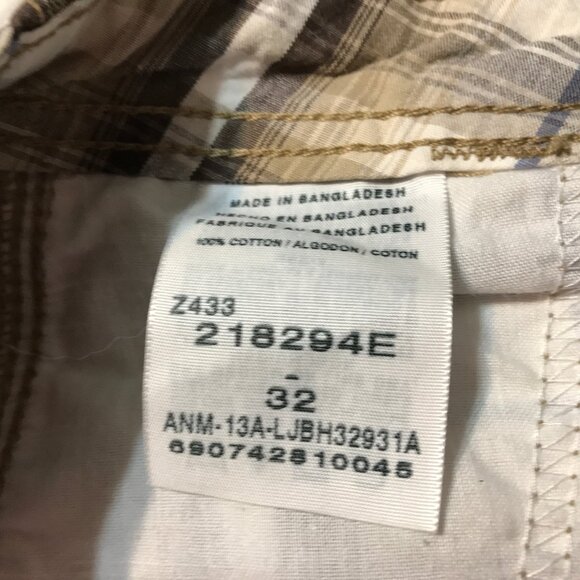 MADE IN BANGLADESH
HECHO EN BANGLADESH
FABRIQUE EN BANGLADESH
100% COTTON / ALGODON / COTON
Z433
218294E
-
32
ANM-13A-LJBH32931A
690742810045